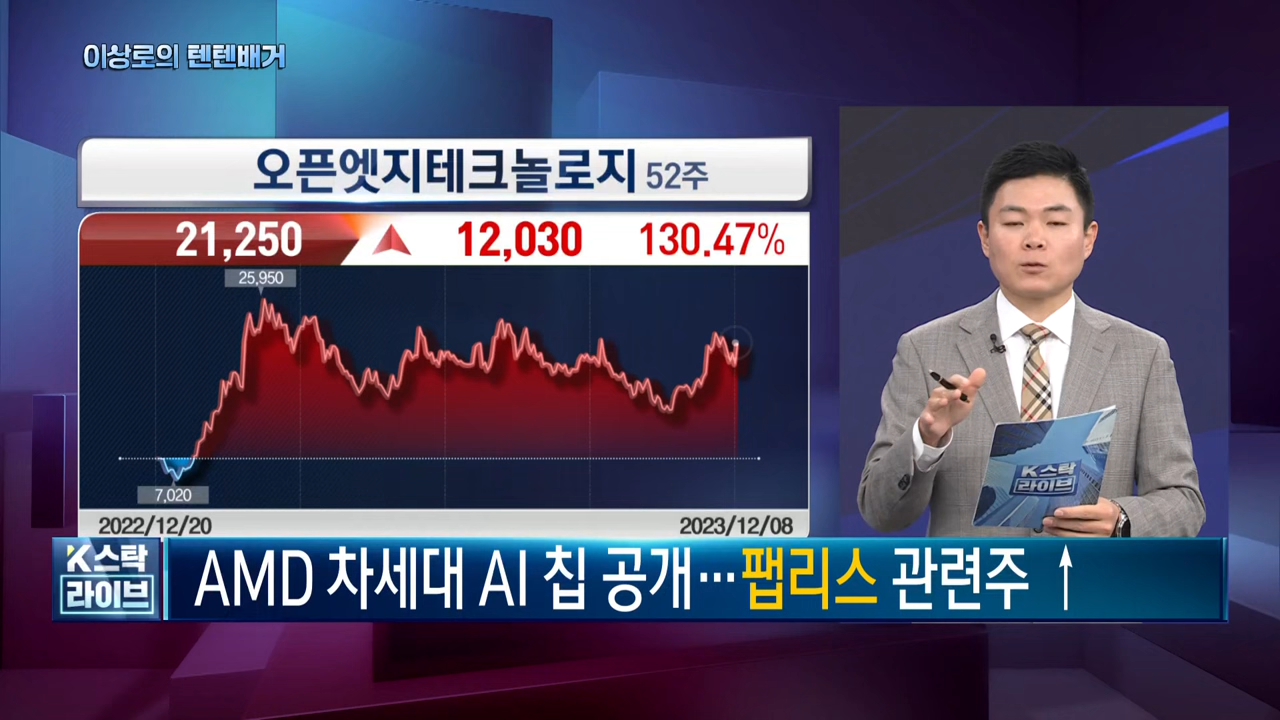 이상로의 텐텐배거
오픈엣지테크놀로지 52주
21,250 ▲ 12,030 130.47%
25,950
7,020
2022/12/20 2023/12/08
K스탁
라이브
K스탁
라이브
AMD 차세대 AI 칩 공개…팹리스 관련주 ↑